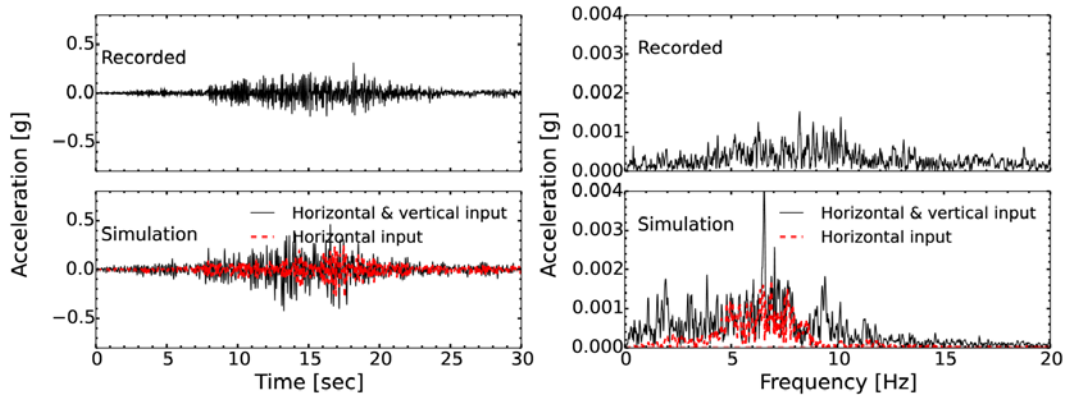 Acceleration [g]
0.5
0.0
−0.5
Recorded
0.5
0.0
−0.5
Simulation
Horizontal & vertical input
Horizontal input
0 5 10 15 20 25 30
Time [sec]
Acceleration [g]
0.004
0.003
0.002
0.001
0.000
Recorded
0.004
0.003
0.002
0.001
0.000
Simulation
Horizontal & vertical input
Horizontal input
0 5 10 15 20
Frequency [Hz]